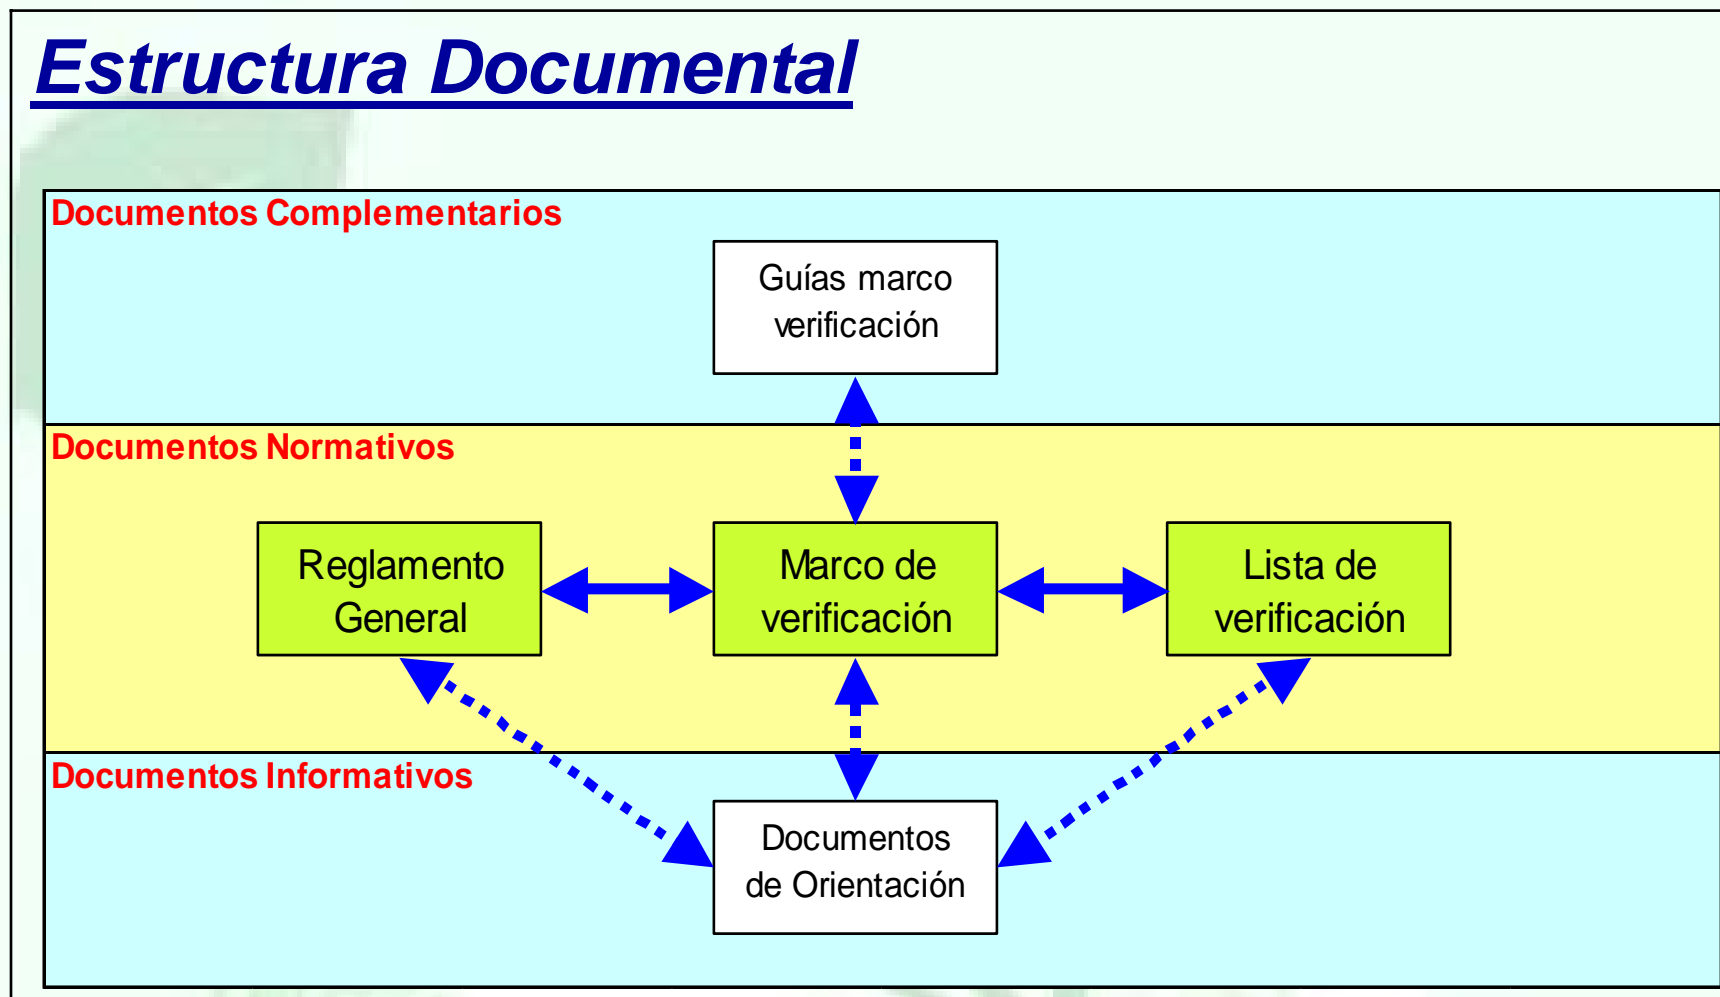 Estructura Documental
Documentos Complementarios
Guías marco
verificación
Documentos Normativos
Reglamento
General
Marco de
verificación
Lista de
verificación
Documentos Informativos
Documentos
de Orientación